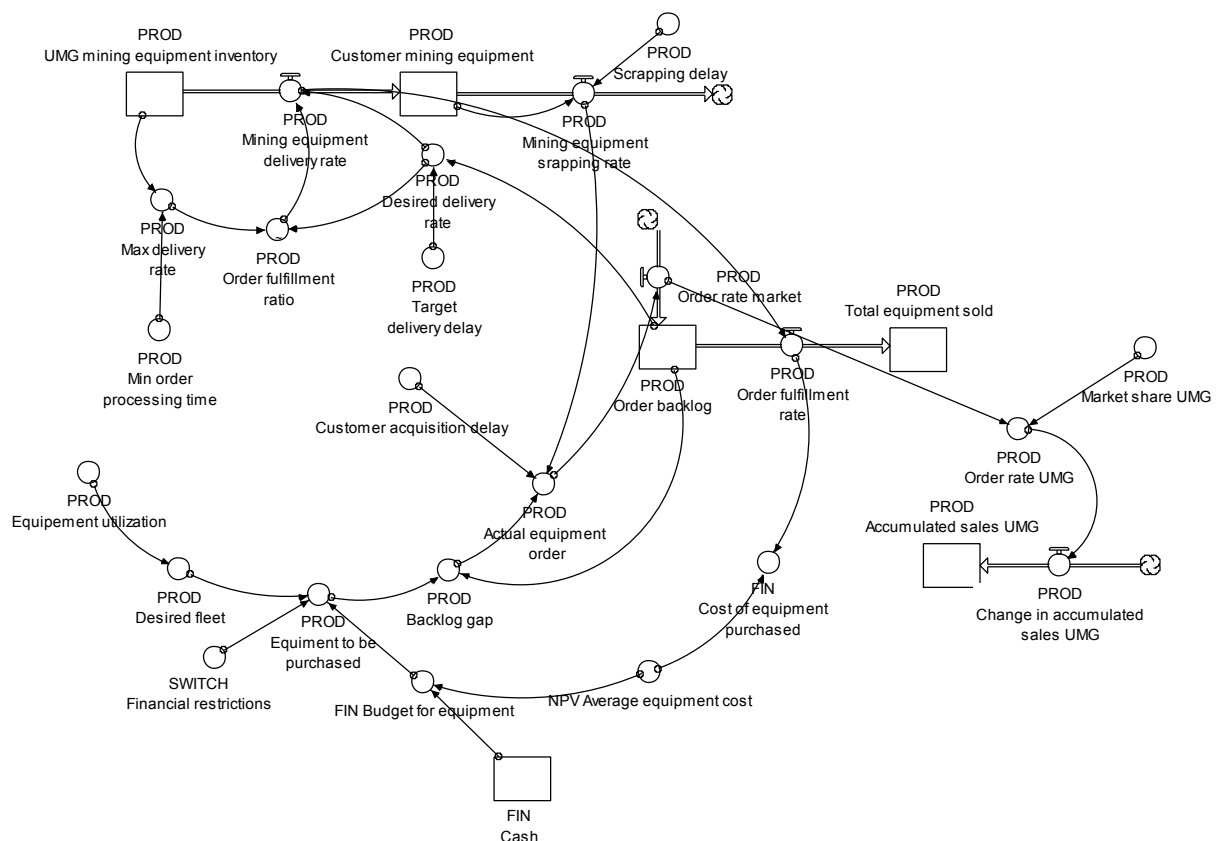 PROD
UMG mining equipment inventory
PROD
Customer mining equipment
PROD
Scrapping delay
PROD
Mining equipment
delivery rate
PROD
Mining equipment
srapping rate
PROD
Desired delivery
rate
PROD
Max delivery
rate
PROD
Order fulfillment
ratio
PROD
Target
delivery delay
PROD
Order rate market
PROD
Total equipment sold
PROD
Min order
processing time
PROD
Order backlog
PROD
Order fulfillment
rate
PROD
Market share UMG
PROD
Customer acquisition delay
PROD
Order rate UMG
PROD
Equipement utilization
PROD
Actual equipment
order
PROD
Accumulated sales UMG
PROD
Desired fleet
PROD
Equiment to be
purchased
PROD
Backlog gap
FIN
Cost of equipment
purchased
PROD
Change in accumulated
sales UMG
SWITCH
Financial restrictions
FIN Budget for equipment
NPV Average equipment cost
FIN
Cash